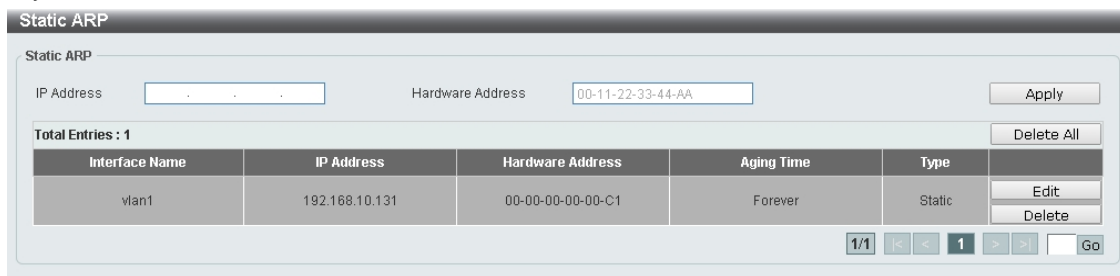 Static ARP
Static ARP
IP Address . . . Hardware Address 00-11-22-33-44-AA Apply
Total Entries : 1 Delete All
Interface Name IP Address Hardware Address Aging Time Type
vlan1 192.168.10.131 00-00-00-00-00-C1 Forever Static Edit
Delete
1/1 |< < 1 > >| Go